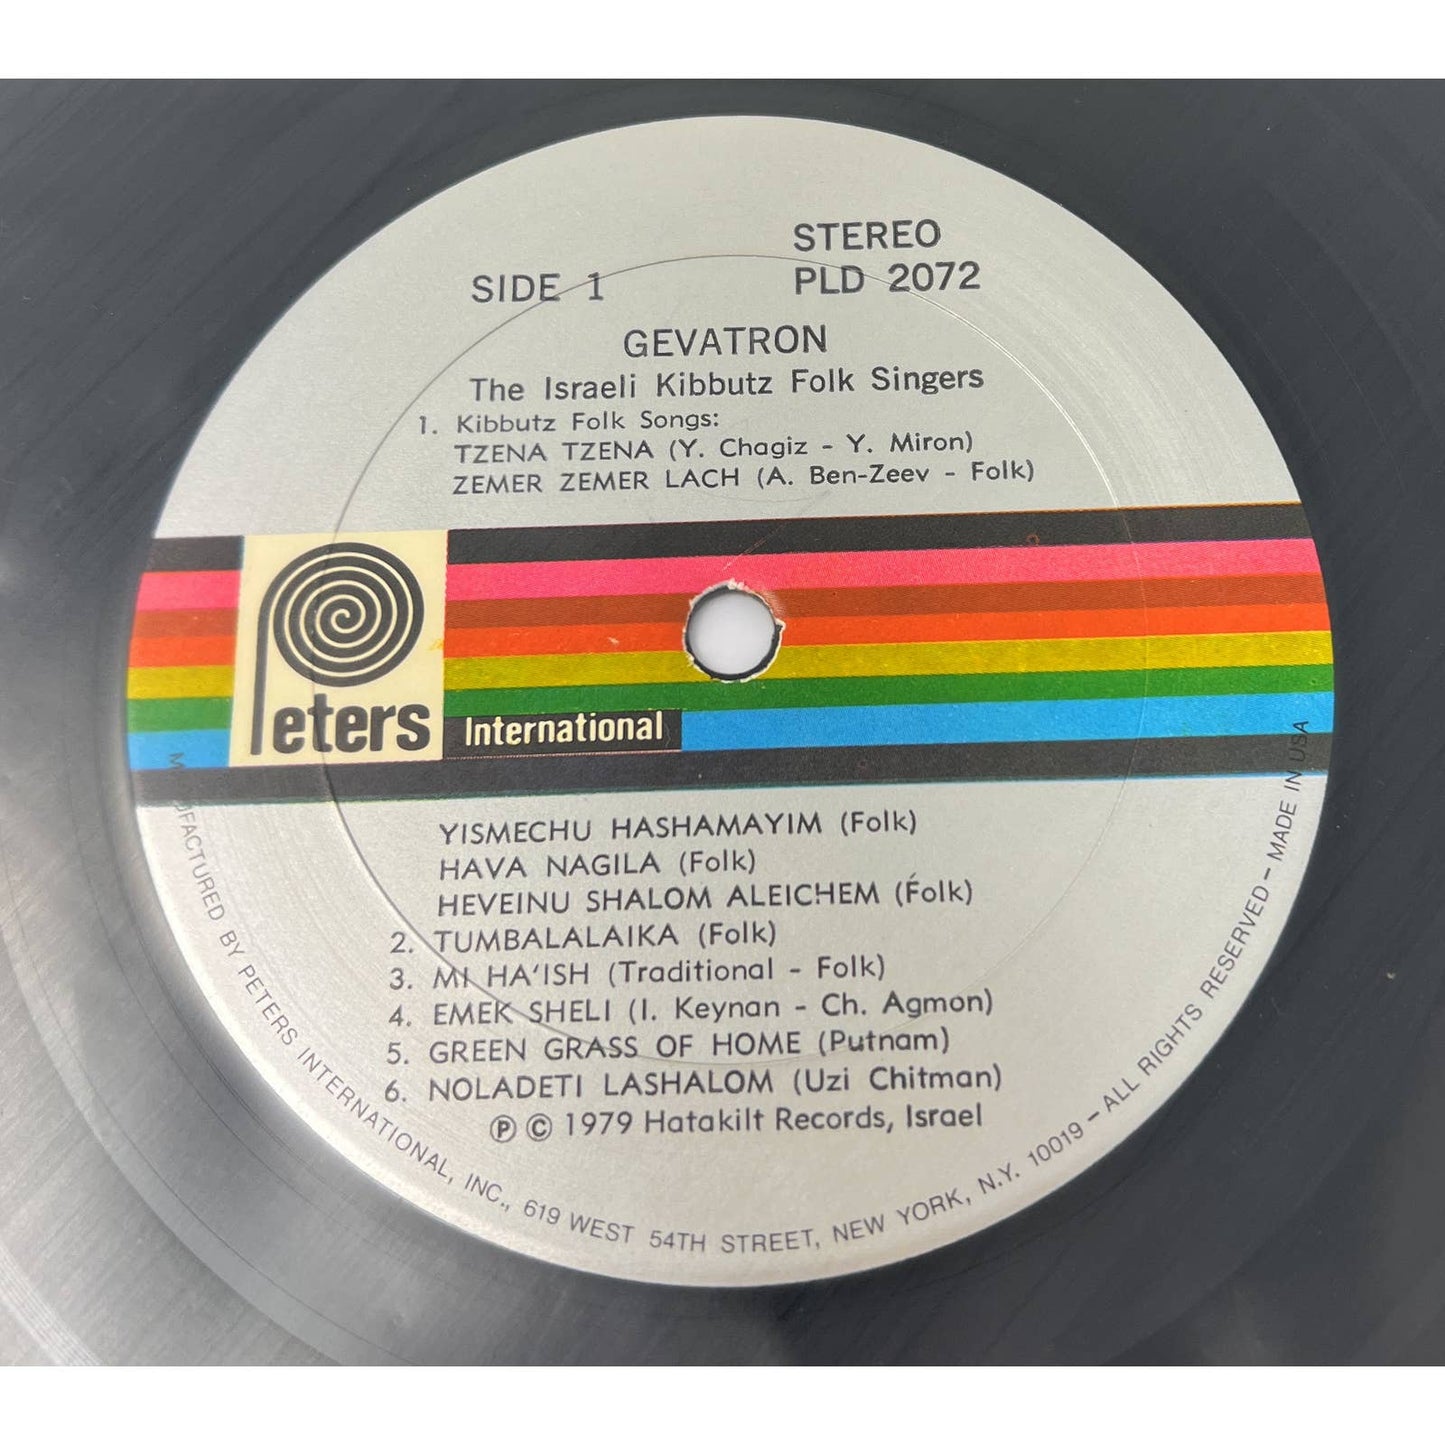 STEREO
SIDE 1 PLD 2072
GEVATRON
The Israeli Kibbutz Folk Singers
1. Kibbutz Folk Songs:
TZENA TZENA (Y. Chagiz - Y. Miron)
ZEMER ZEMER LACH (A. Ben-Zeev - Folk)
Peters International
YISMECHU HASHAMAYIM (Folk)
HAVA NAGILA (Folk)
HEVEINU SHALOM ALEICHEM (Folk)
2. TUMBALALAIKA (Folk)
3. MI HA'ISH (Traditional - Folk)
4. EMEK SHELI (I. Keynan - Ch. Agmon)
5. GREEN GRASS OF HOME (Putnam)
6. NOLADETI LASHALOM (Uzi Chitman)
Ⓟ © 1979 Hatakilt Records, Israel
MANUFACTURED BY PETERS INTERNATIONAL, INC., 619 WEST 54TH STREET, NEW YORK, N.Y. 10019 - ALL RIGHTS RESERVED - MADE IN USA